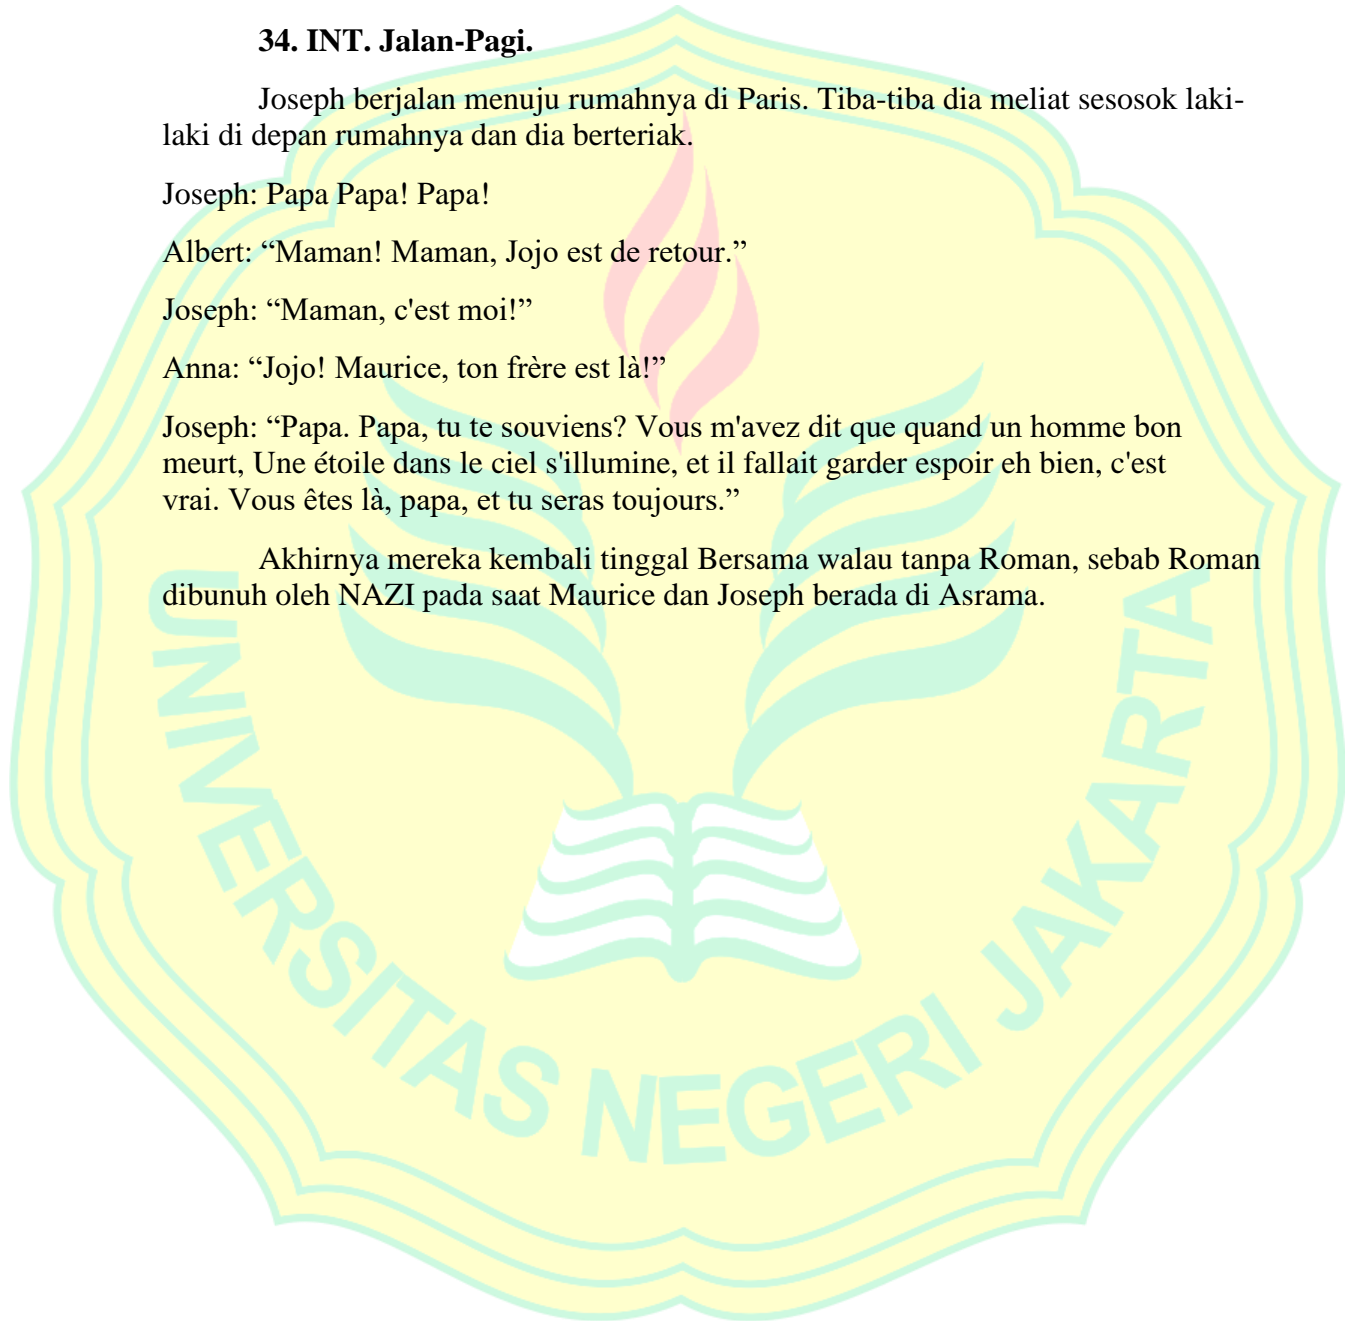 34. INT. Jalan-Pagi.
Joseph berjalan menuju rumahnya di Paris. Tiba-tiba dia meliat sesosok laki-
laki di depan rumahnya dan dia berteriak.
Joseph: Papa Papa! Papa!
Albert: “Maman! Maman, Jojo est de retour.”
Joseph: “Maman, c'est moi!”
Anna: “Jojo! Maurice, ton frère est là!”
Joseph: “Papa. Papa, tu te souviens? Vous m'avez dit que quand un homme bon
meurt, Une étoile dans le ciel s'illumine, et il fallait garder espoir eh bien, c'est
vrai. Vous êtes là, papa, et tu seras toujours.”
Akhirnya mereka kembali tinggal Bersama walau tanpa Roman, sebab Roman
dibunuh oleh NAZI pada saat Maurice dan Joseph berada di Asrama.
UNIVERSITAS NEGERI JAKARTA